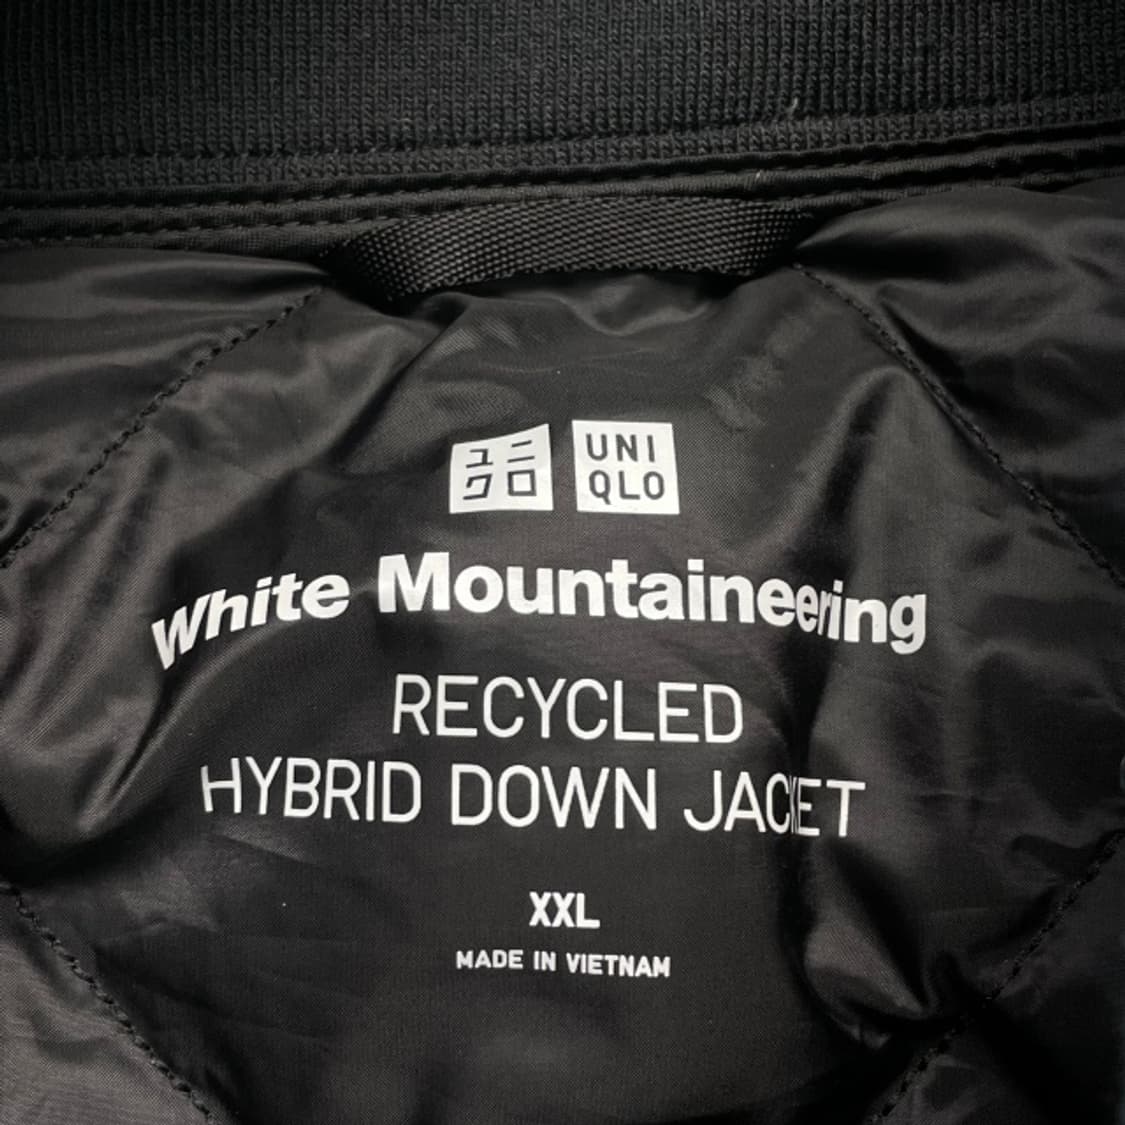 ユニ UNI
クロ QLO
White Mountaineering
RECYCLED
HYBRID DOWN JACKET
XXL
MADE IN VIETNAM